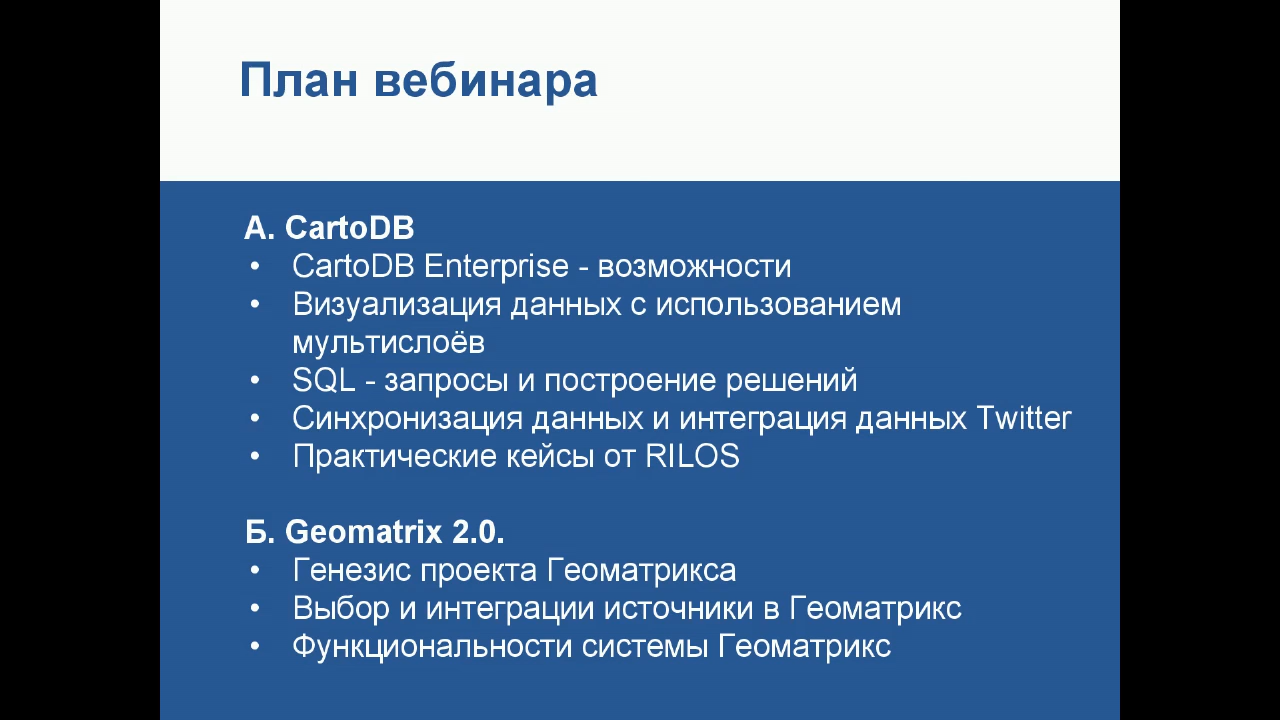 План вебинара
А. CartoDB
• CartoDB Enterprise - возможности
• Визуализация данных с использованием
мультислоёв
• SQL - запросы и построение решений
• Синхронизация данных и интеграция данных Twitter
• Практические кейсы от RILOS
Б. Geomatrix 2.0.
• Генезис проекта Геоматрикса
• Выбор и интеграции источники в Геоматрикс
• Функциональности системы Геоматрикс